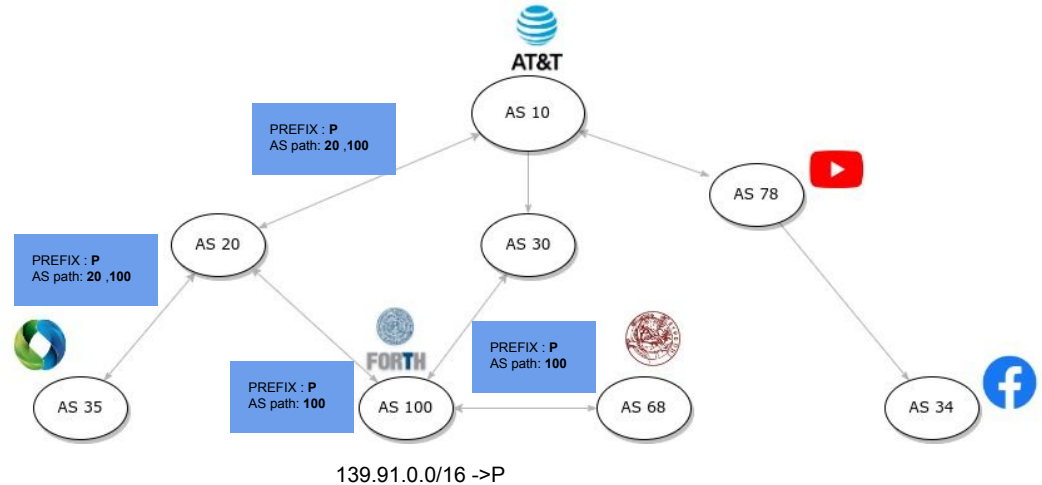 AT&T
AS 10
PREFIX : P
AS path: 20 ,100
AS 78
AS 20
AS 30
PREFIX : P
AS path: 20 ,100
FORTH
PREFIX : P
AS path: 100
PREFIX : P
AS path: 100
AS 35
AS 100
AS 68
AS 34
139.91.0.0/16 ->P